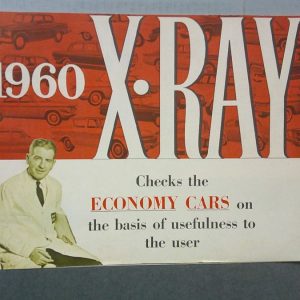 1960 X·RAY
Checks the
ECONOMY CARS on
the basis of usefulness to
the user